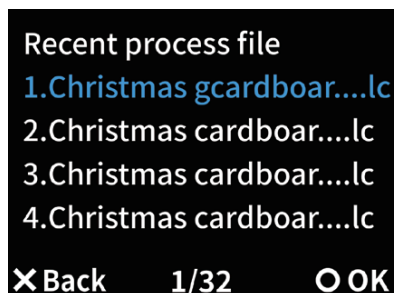 Recent process file
1.Christmas gcardboar....lc
2.Christmas cardboar....lc
3.Christmas cardboar....lc
4.Christmas cardboar....lc
Back 1/32 OK